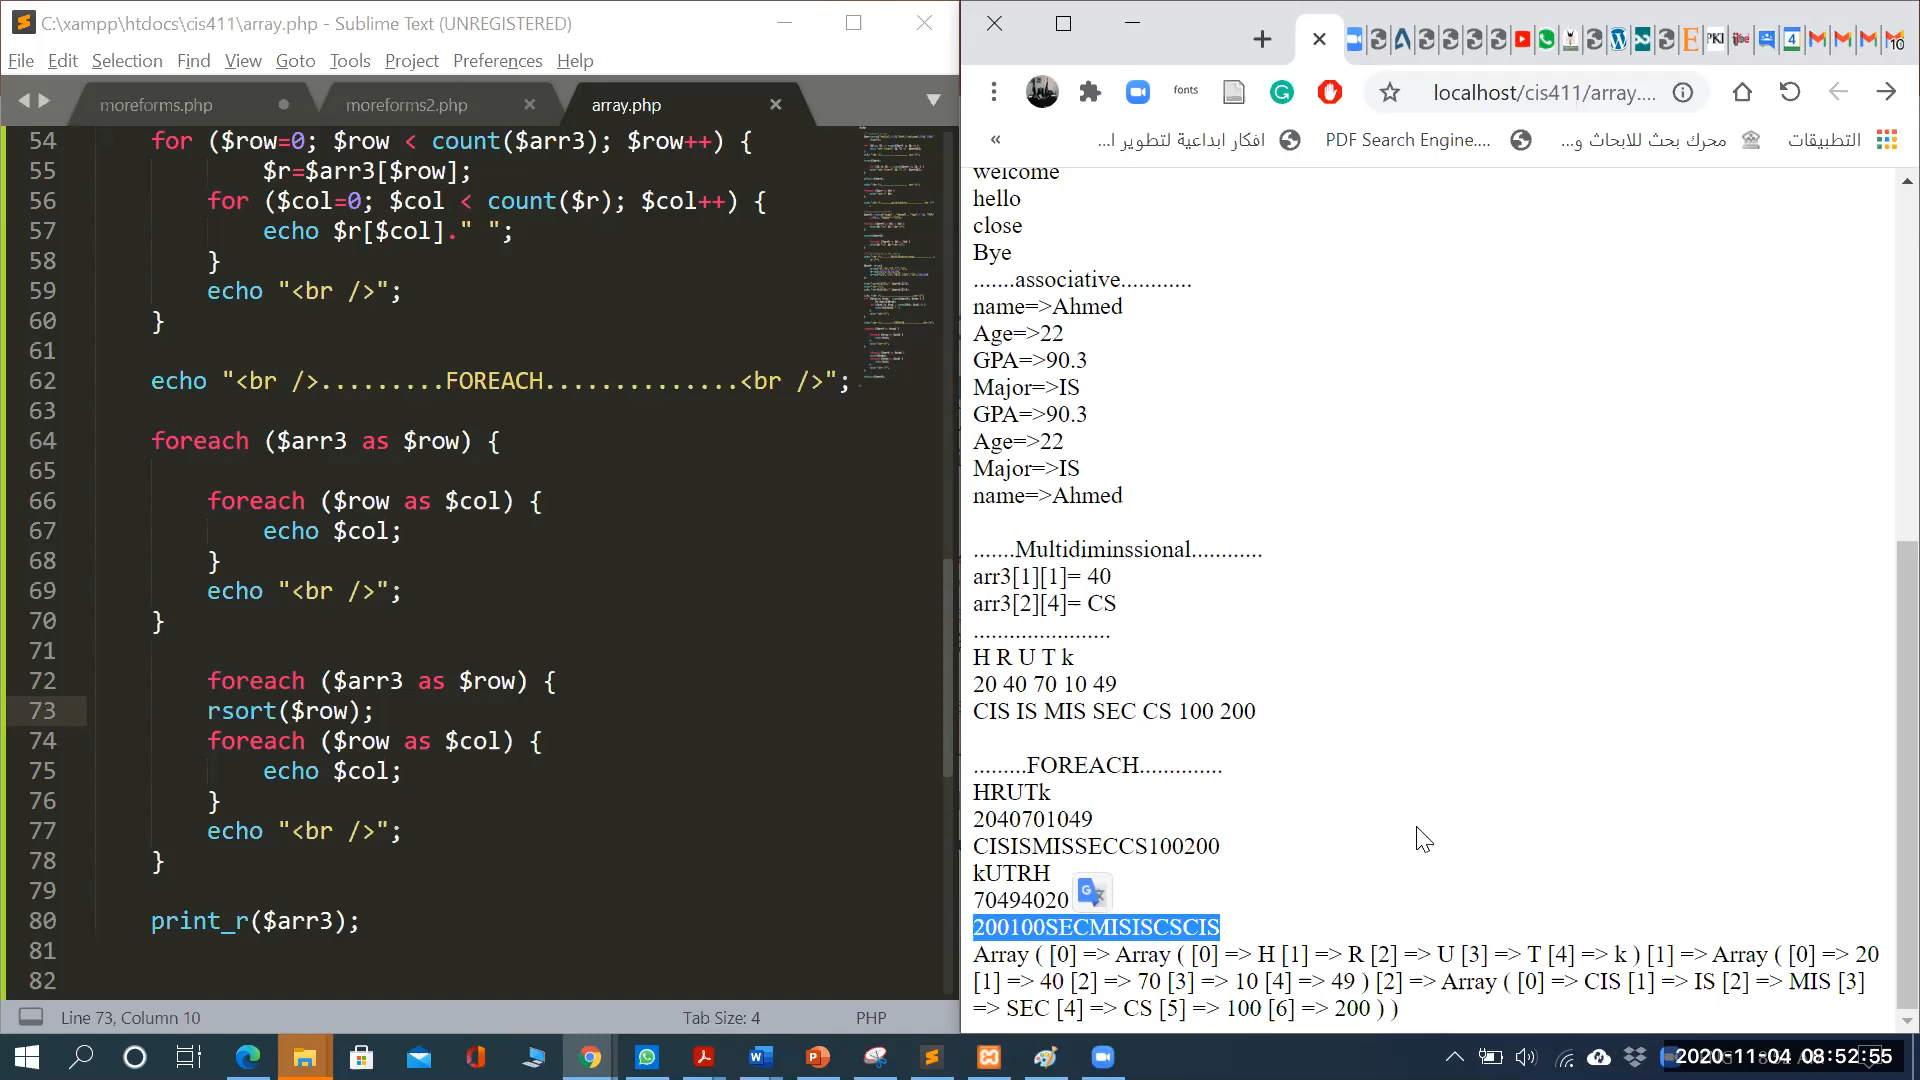 C:\xampp\htdocs\cis411\array.php - Sublime Text (UNREGISTERED)
File Edit Selection Find View Goto Tools Project Preferences Help
moreforms.php moreforms2.php array.php
54 for ($row=0; $row < count($arr3); $row++) {
55 $r=$arr3[$row];
56 for ($col=0; $col < count($r); $col++) {
57 echo $r[$col]." ";
58 }
59 echo "<br />";
60 }
61
62 echo "<br />.........FOREACH..............<br />";
63
64 foreach ($arr3 as $row) {
65
66 foreach ($row as $col) {
67 echo $col;
68 }
69 echo "<br />";
70 }
71
72 foreach ($arr3 as $row) {
73 rsort($row);
74 foreach ($row as $col) {
75 echo $col;
76 }
77 echo "<br />";
78 }
79
80 print_r($arr3);
81
82
Line 73, Column 10 Tab Size: 4 PHP
fonts localhost/cis411/array....
افكار ابداعية لتطوير ا... PDF Search Engine.... محرك بحث للابحاث و... التطبيقات
welcome
hello
close
Bye
.......associative............
name=>Ahmed
Age=>22
GPA=>90.3
Major=>IS
GPA=>90.3
Age=>22
Major=>IS
name=>Ahmed
.......Multidiminssional............
arr3[1][1]= 40
arr3[2][4]= CS
.......................
H R U T k
20 40 70 10 49
CIS IS MIS SEC CS 100 200
.........FOREACH..............
HRUTk
2040701049
CISISMISSECCS100200
kUTRH
70494020
200100SECMISISCSCIS
Array ( [0] => Array ( [0] => H [1] => R [2] => U [3] => T [4] => k ) [1] => Array ( [0] => 20
[1] => 40 [2] => 70 [3] => 10 [4] => 49 ) [2] => Array ( [0] => CIS [1] => IS [2] => MIS [3]
=> SEC [4] => CS [5] => 100 [6] => 200 ) )
2020-11-04 08:52:55